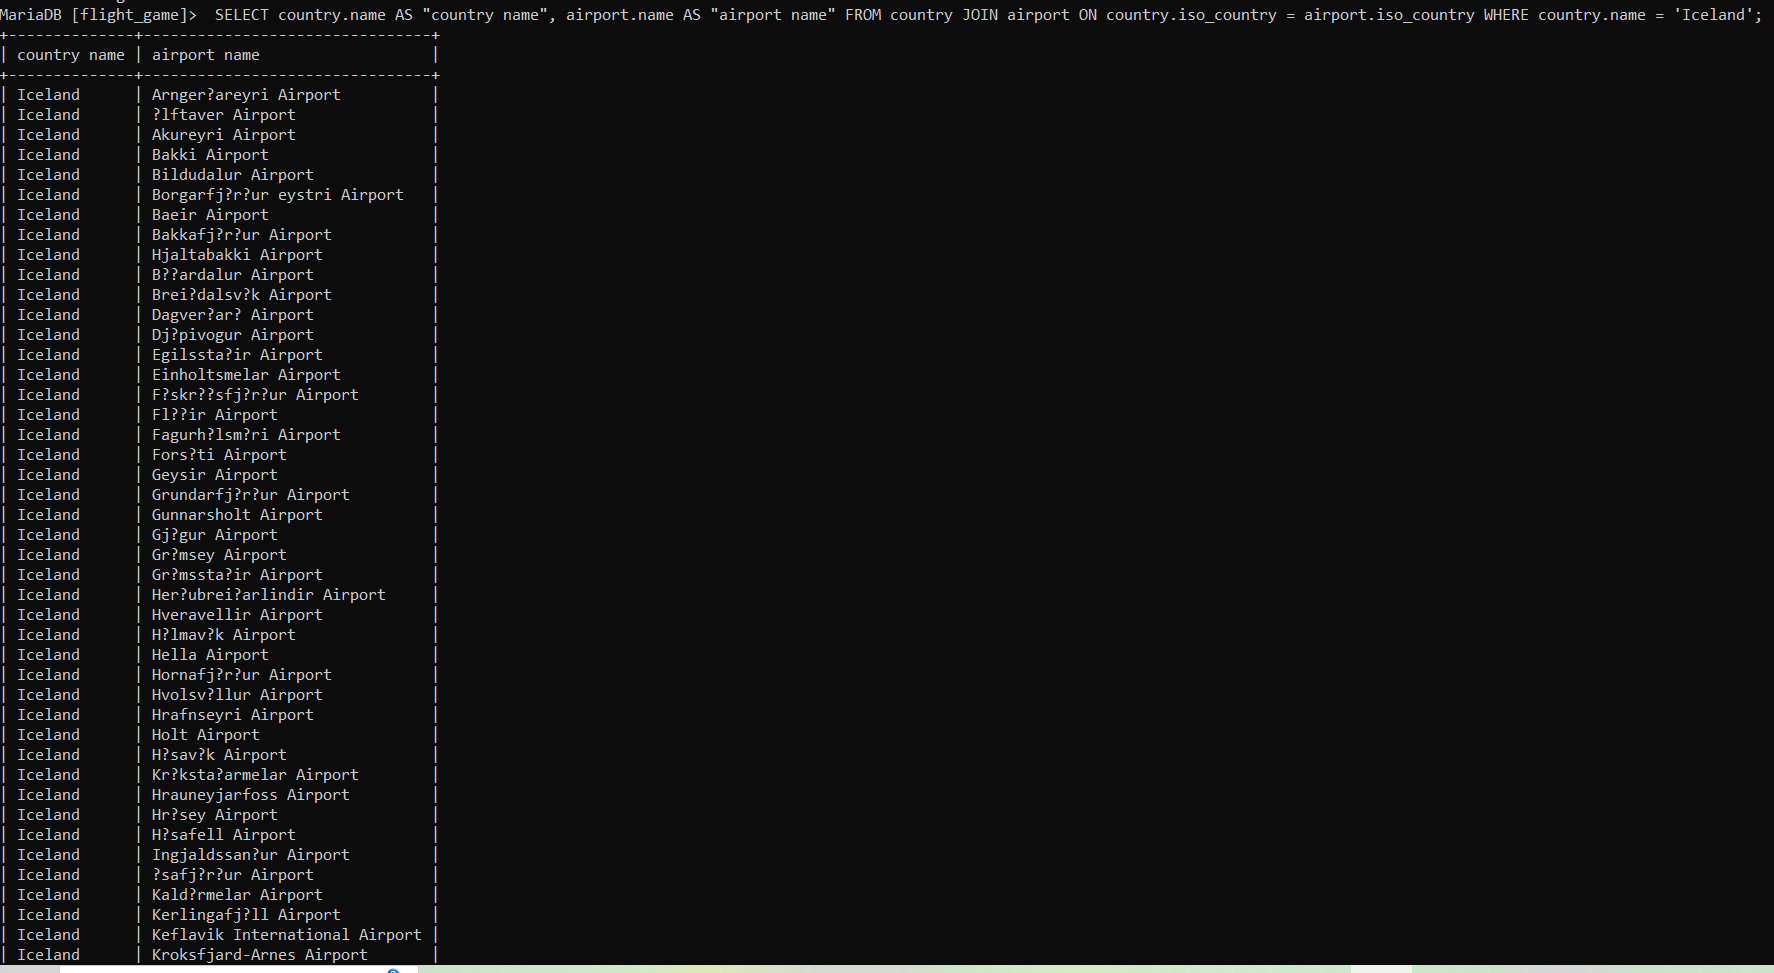 MariaDB [flight_game]>  SELECT country.name AS "country name", airport.name AS "airport name" FROM country JOIN airport ON country.iso_country = airport.iso_country WHERE country.name = 'Iceland';
+--------------+--------------------------------+
| country name | airport name                   |
+--------------+--------------------------------+
| Iceland      | Arnger?areyri Airport          |
| Iceland      | ?lftaver Airport               |
| Iceland      | Akureyri Airport               |
| Iceland      | Bakki Airport                  |
| Iceland      | Bildudalur Airport             |
| Iceland      | Borgarfj?r?ur eystri Airport   |
| Iceland      | Baeir Airport                  |
| Iceland      | Bakkafj?r?ur Airport           |
| Iceland      | Hjaltabakki Airport            |
| Iceland      | B??ardalur Airport             |
| Iceland      | Brei?dalsv?k Airport           |
| Iceland      | Dagver?ar? Airport             |
| Iceland      | Dj?pivogur Airport             |
| Iceland      | Egilssta?ir Airport            |
| Iceland      | Einholtsmelar Airport          |
| Iceland      | F?skr??sfj?r?ur Airport        |
| Iceland      | Fl??ir Airport                 |
| Iceland      | Fagurh?lsm?ri Airport          |
| Iceland      | Fors?ti Airport                |
| Iceland      | Geysir Airport                 |
| Iceland      | Grundarfj?r?ur Airport         |
| Iceland      | Gunnarsholt Airport            |
| Iceland      | Gj?gur Airport                 |
| Iceland      | Gr?msey Airport                |
| Iceland      | Gr?mssta?ir Airport            |
| Iceland      | Her?ubrei?arlindir Airport     |
| Iceland      | Hveravellir Airport            |
| Iceland      | H?lmav?k Airport               |
| Iceland      | Hella Airport                  |
| Iceland      | Hornafj?r?ur Airport           |
| Iceland      | Hvolsv?llur Airport            |
| Iceland      | Hrafnseyri Airport             |
| Iceland      | Holt Airport                   |
| Iceland      | H?sav?k Airport                |
| Iceland      | Kr?ksta?armelar Airport        |
| Iceland      | Hrauneyjarfoss Airport         |
| Iceland      | Hr?sey Airport                 |
| Iceland      | H?safell Airport               |
| Iceland      | Ingjaldssan?ur Airport         |
| Iceland      | ?safj?r?ur Airport             |
| Iceland      | Kald?rmelar Airport            |
| Iceland      | Kerlingafj?ll Airport          |
| Iceland      | Keflavik International Airport |
| Iceland      | Kroksfjard-Arnes Airport       |